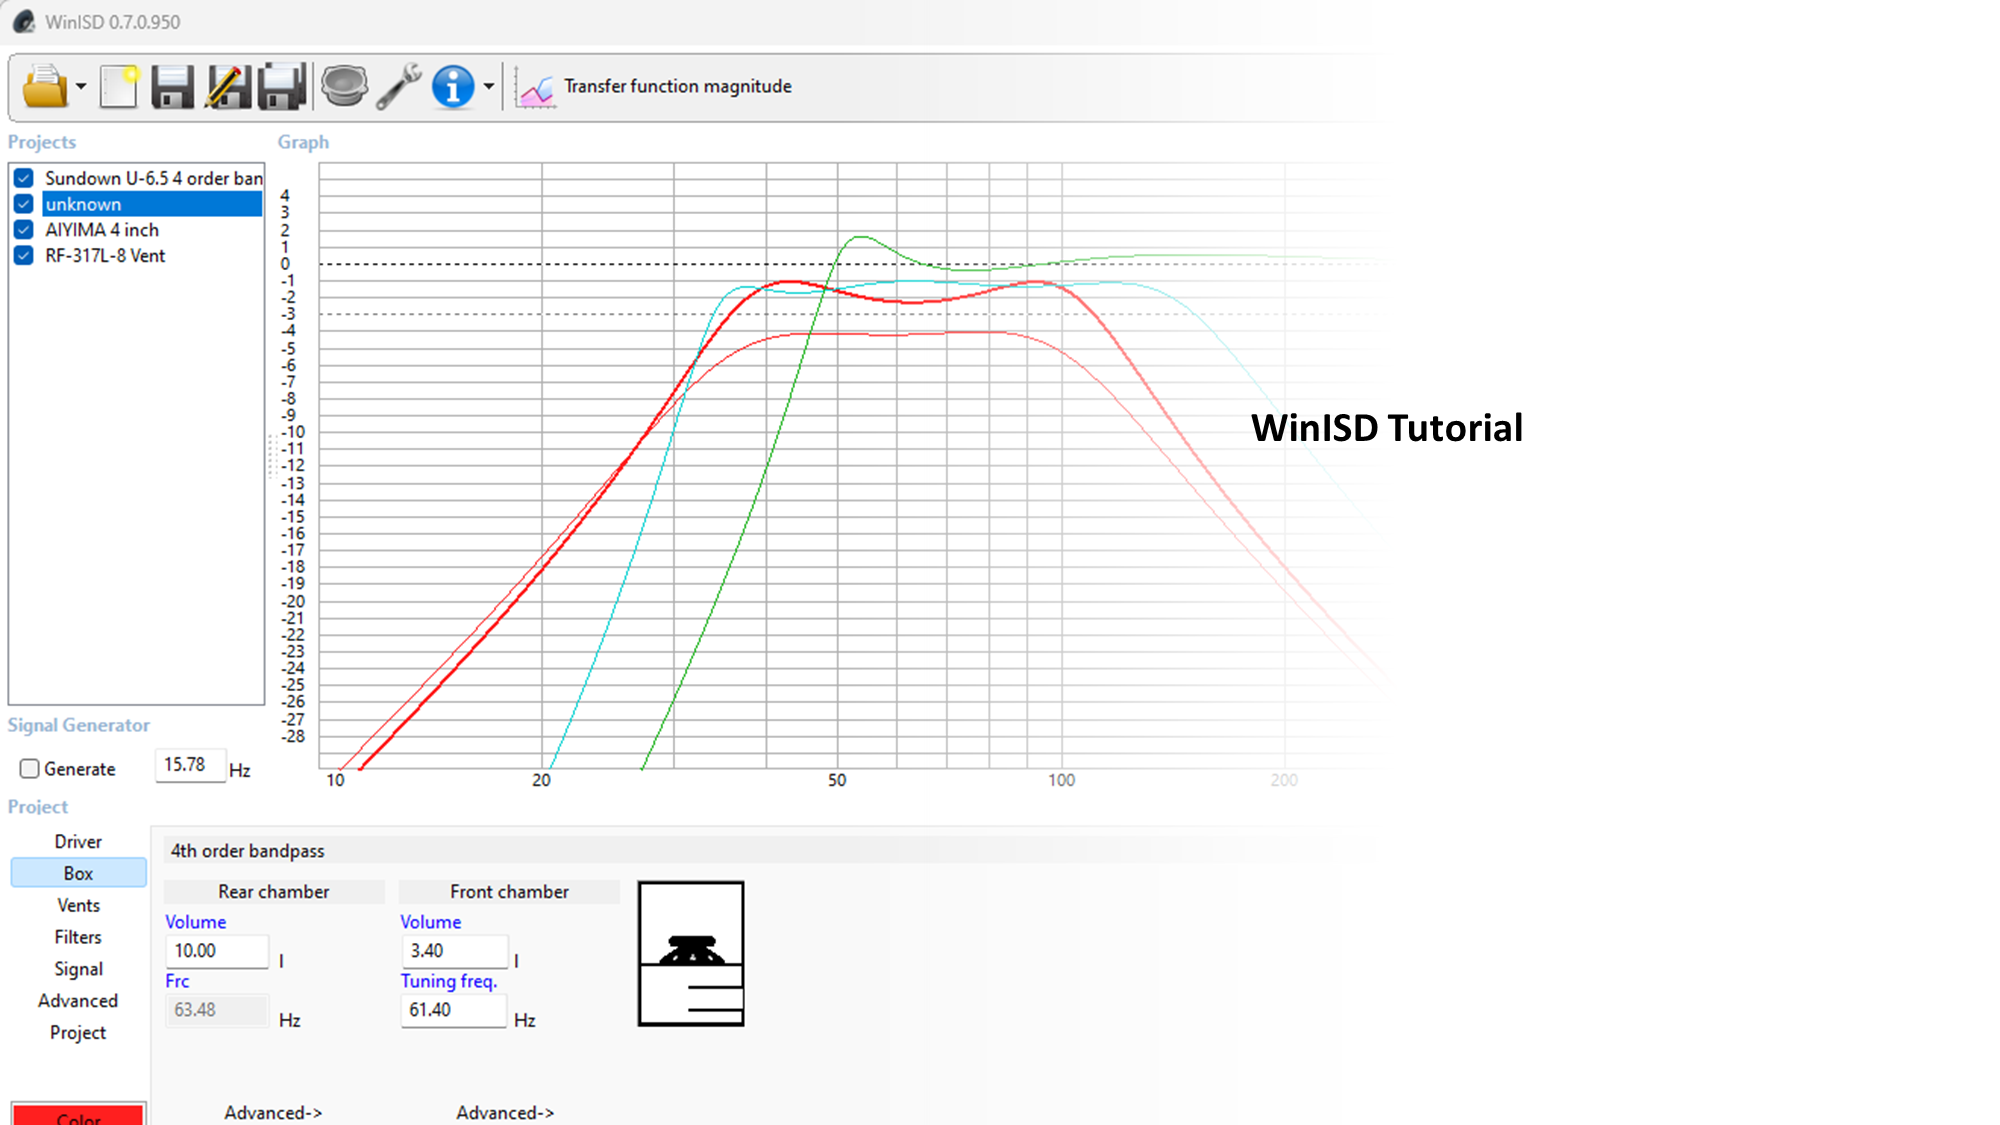 WinISD 0.7.0.950
Transfer function magnitude
Projects
Graph
Sundown U-6.5 4 order ban
unknown
AIYIMA 4 inch
RF-317L-8 Vent
4
3
2
1
0
-1
-2
-3
-4
-5
-6
-7
-8
-9
-10
-11
-12
-13
-14
-15
-16
-17
-18
-19
-20
-21
-22
-23
-24
-25
-26
-27
-28
10 20 50 100 200
WinISD Tutorial
Signal Generator
Generate 15.78 Hz
Project
Driver
Box
Vents
Filters
Signal
Advanced
Project
Color
4th order bandpass
Rear chamber
Volume
10.00 l
Frc
63.48 Hz
Advanced->
Front chamber
Volume
3.40 l
Tuning freq.
61.40 Hz
Advanced->